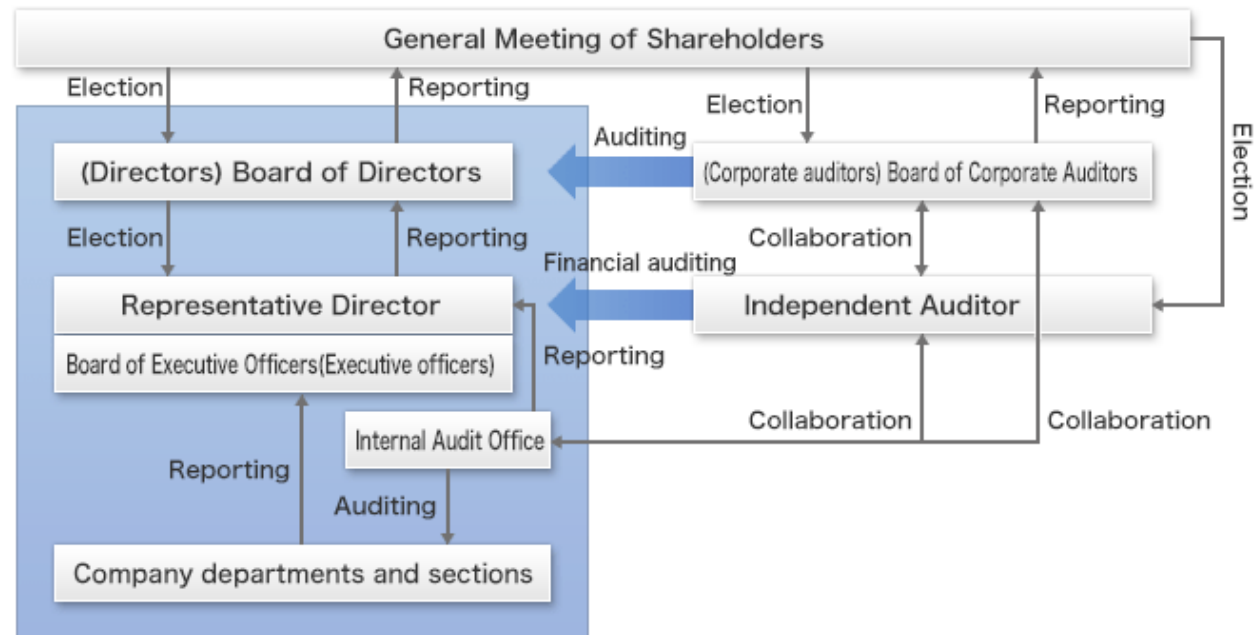 General Meeting of Shareholders
Election
Reporting
Election
Reporting
Election
Auditing
(Directors) Board of Directors
(Corporate auditors) Board of Corporate Auditors
Election
Reporting
Collaboration
Financial auditing
Representative Director
Independent Auditor
Board of Executive Officers(Executive officers)
Reporting
Internal Audit Office
Collaboration
Collaboration
Reporting
Auditing
Company departments and sections